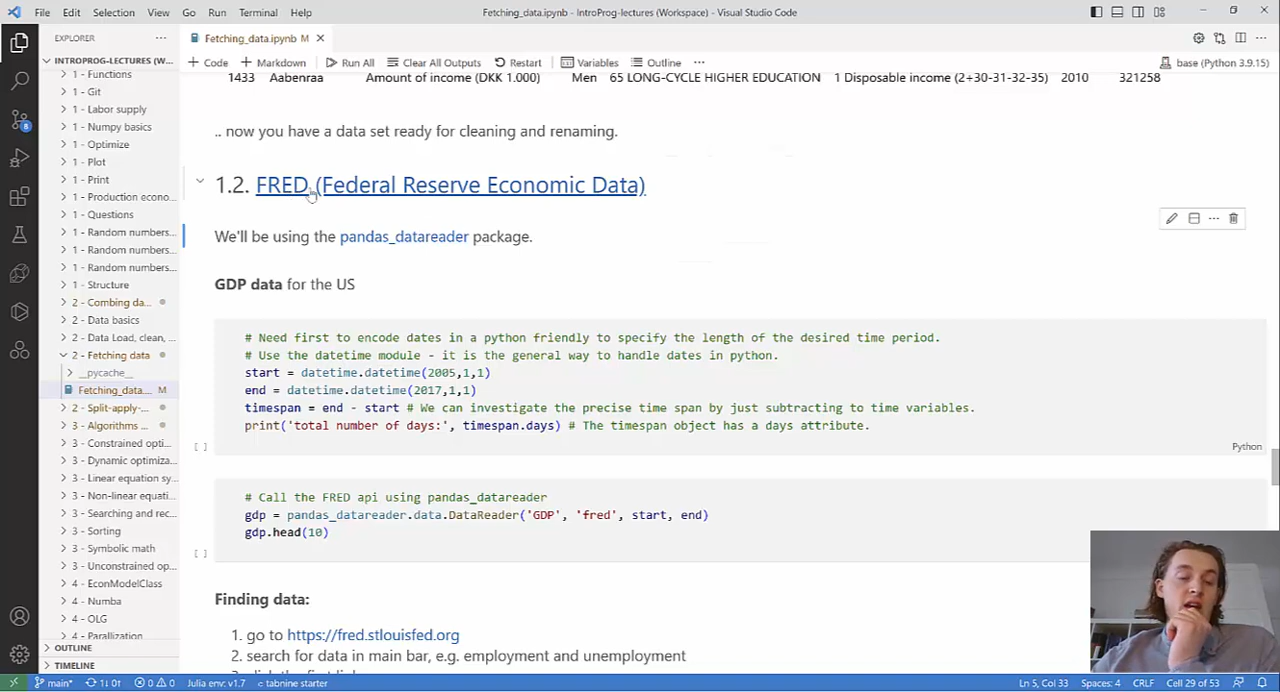 File Edit Selection View Go Run Terminal Help
Fetching_data.ipynb - IntroProg-lectures (Workspace) - Visual Studio Code
EXPLORER
INTROPROG-LECTURES (W...
1 - Functions
1 - Git
1 - Labor supply
1 - Numpy basics
1 - Optimize
1 - Plot
1 - Print
1 - Production econo...
1 - Questions
1 - Random numbers...
1 - Random numbers...
1 - Random numbers...
1 - Structure
2 - Combing da...
2 - Data basics
2 - Data Load, clean, ...
2 - Fetching data
__pycache__
Fetching_data.... M
2 - Split-apply-...
3 - Algorithms ...
3 - Constrained opti...
3 - Dynamic optimiza...
3 - Linear equation sy...
3 - Non-linear equati...
3 - Searching and rec...
3 - Sorting
3 - Symbolic math
3 - Unconstrained op...
4 - EconModelClass
4 - Numba
4 - OLG
4 - Parallization
OUTLINE
TIMELINE
Fetching_data.ipynb M
Code Markdown Run All Clear All Outputs Restart Variables Outline ...
base (Python 3.9.15)
1433 Aabenraa Amount of income (DKK 1.000) Men 65 LONG-CYCLE HIGHER EDUCATION 1 Disposable income (2+30-31-32-35) 2010 321258
.. now you have a data set ready for cleaning and renaming.
1.2. FRED (Federal Reserve Economic Data)
We'll be using the pandas_datareader package.
GDP data for the US
# Need first to encode dates in a python friendly to specify the length of the desired time period.
# Use the datetime module - it is the general way to handle dates in python.
start = datetime.datetime(2005,1,1)
end = datetime.datetime(2017,1,1)
timespan = end - start # We can investigate the precise time span by just subtracting to time variables.
print('total number of days:', timespan.days) # The timespan object has a days attribute.
[ ]
Python
# Call the FRED api using pandas_datareader
gdp = pandas_datareader.data.DataReader('GDP', 'fred', start, end)
gdp.head(10)
[ ]
Finding data:
1. go to https://fred.stlouisfed.org
2. search for data in main bar, e.g. employment and unemployment
main* 1↓ 0↑ 0 0 Julia env: v1.7 tabnine starter
Ln 5, Col 33 Spaces: 4 CRLF Cell 29 of 53